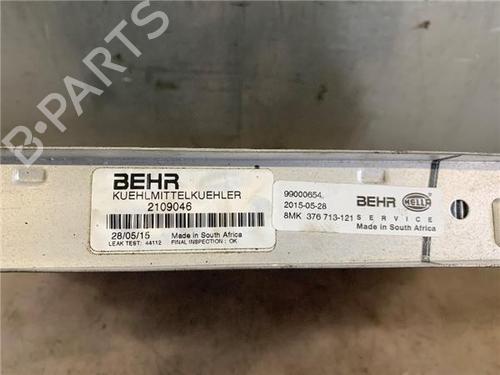 BEHR
KUEHLMITTELKUEHLER
2109046
28/05/15 Made in South Africa
LEAK TEST: 44112 FINAL INSPECTION: OK
99000654.
2015-05-28
8MK 376 713-121
BEHR HELLA
SERVICE
Made in South Africa
B-PARTS